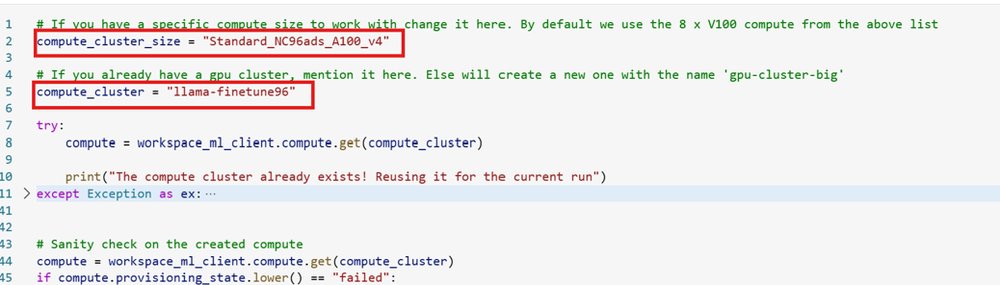 1 # If you have a specific compute size to work with change it here. By default we use the 8 x V100 compute from the above list
2 compute_cluster_size = "Standard_NC96ads_A100_v4"
3
4 # If you already have a gpu cluster, mention it here. Else will create a new one with the name 'gpu-cluster-big'
5 compute_cluster = "llama-finetune96"
6
7 try:
8     compute = workspace_ml_client.compute.get(compute_cluster)
9
10     print("The compute cluster already exists! Reusing it for the current run")
11 > except Exception as ex:···
41
42
43 # Sanity check on the created compute
44 compute = workspace_ml_client.compute.get(compute_cluster)
45 if compute.provisioning_state.lower() == "failed":